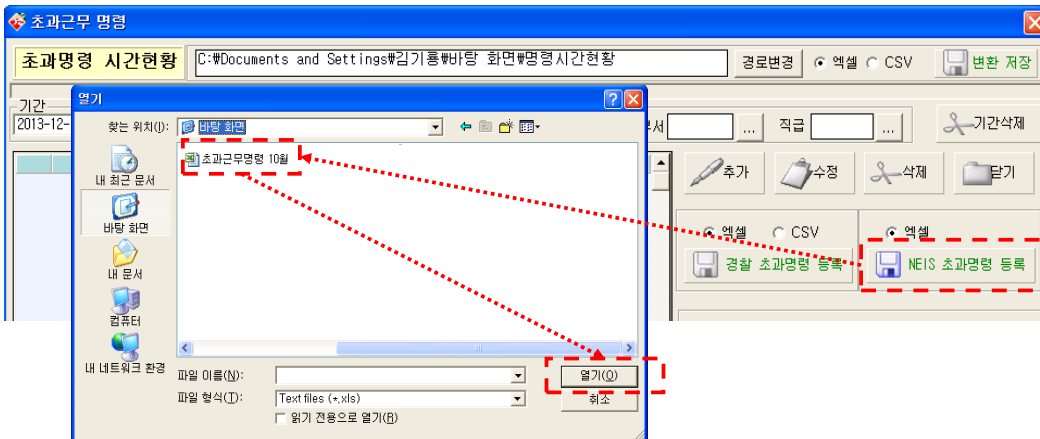 초과근무 명령
초과명령 시간현황 C:₩Documents and Settings₩김기룡₩바탕 화면₩명령시간현황 경로변경 엑셀 CSV 변환 저장
기간
2013-12-
서 ... 직급 ... 기간삭제
추가 수정 삭제 닫기
엑셀 CSV 엑셀
경찰 초과명령 등록 NEIS 초과명령 등록
열기
찾는 위치(I): 바탕 화면
초과근무명령 10월
내 최근 문서
바탕 화면
내 문서
컴퓨터
내 네트워크 환경
파일 이름(N): 열기(O)
파일 형식(T): Text files (*.xls) 취소
읽기 전용으로 열기(R)